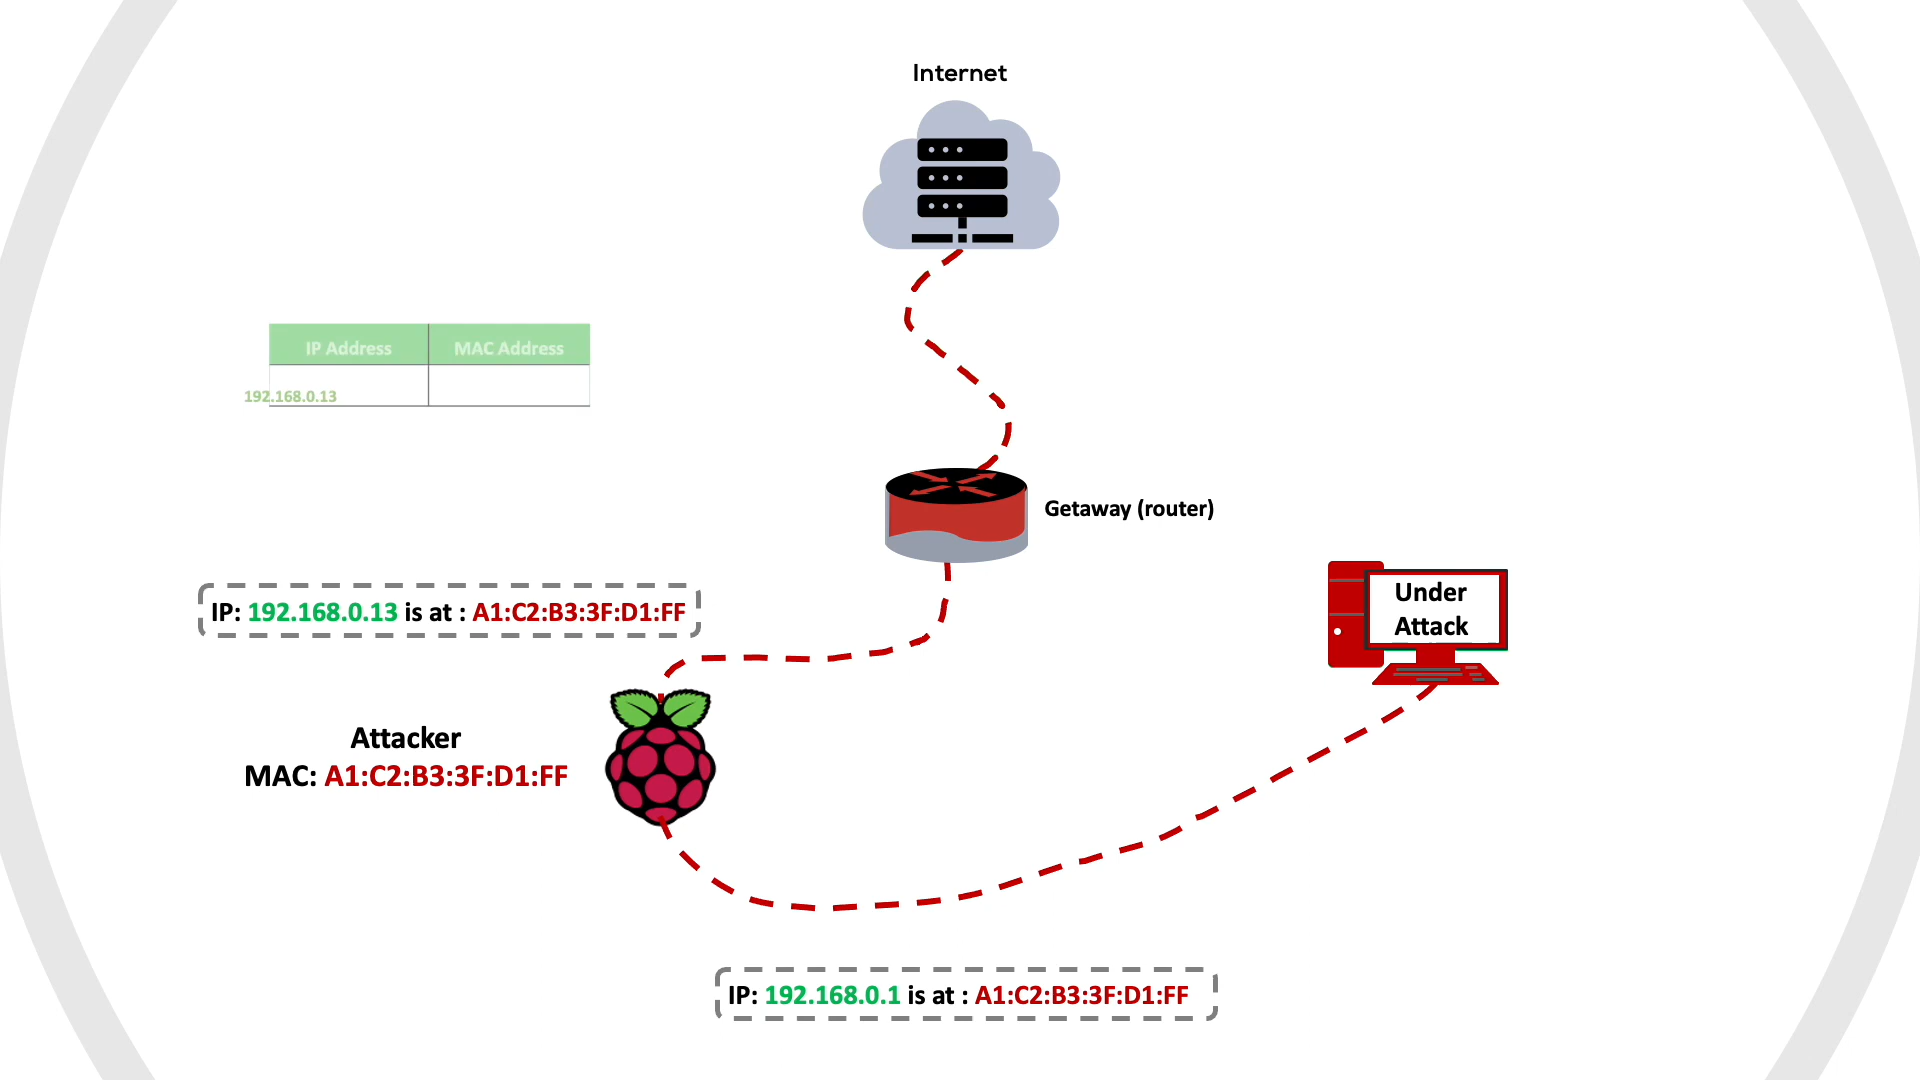 Internet
IP Address MAC Address
192.168.0.13
Getaway (router)
Under
Attack
IP: 192.168.0.13 is at : A1:C2:B3:3F:D1:FF
Attacker
MAC: A1:C2:B3:3F:D1:FF
IP: 192.168.0.1 is at : A1:C2:B3:3F:D1:FF